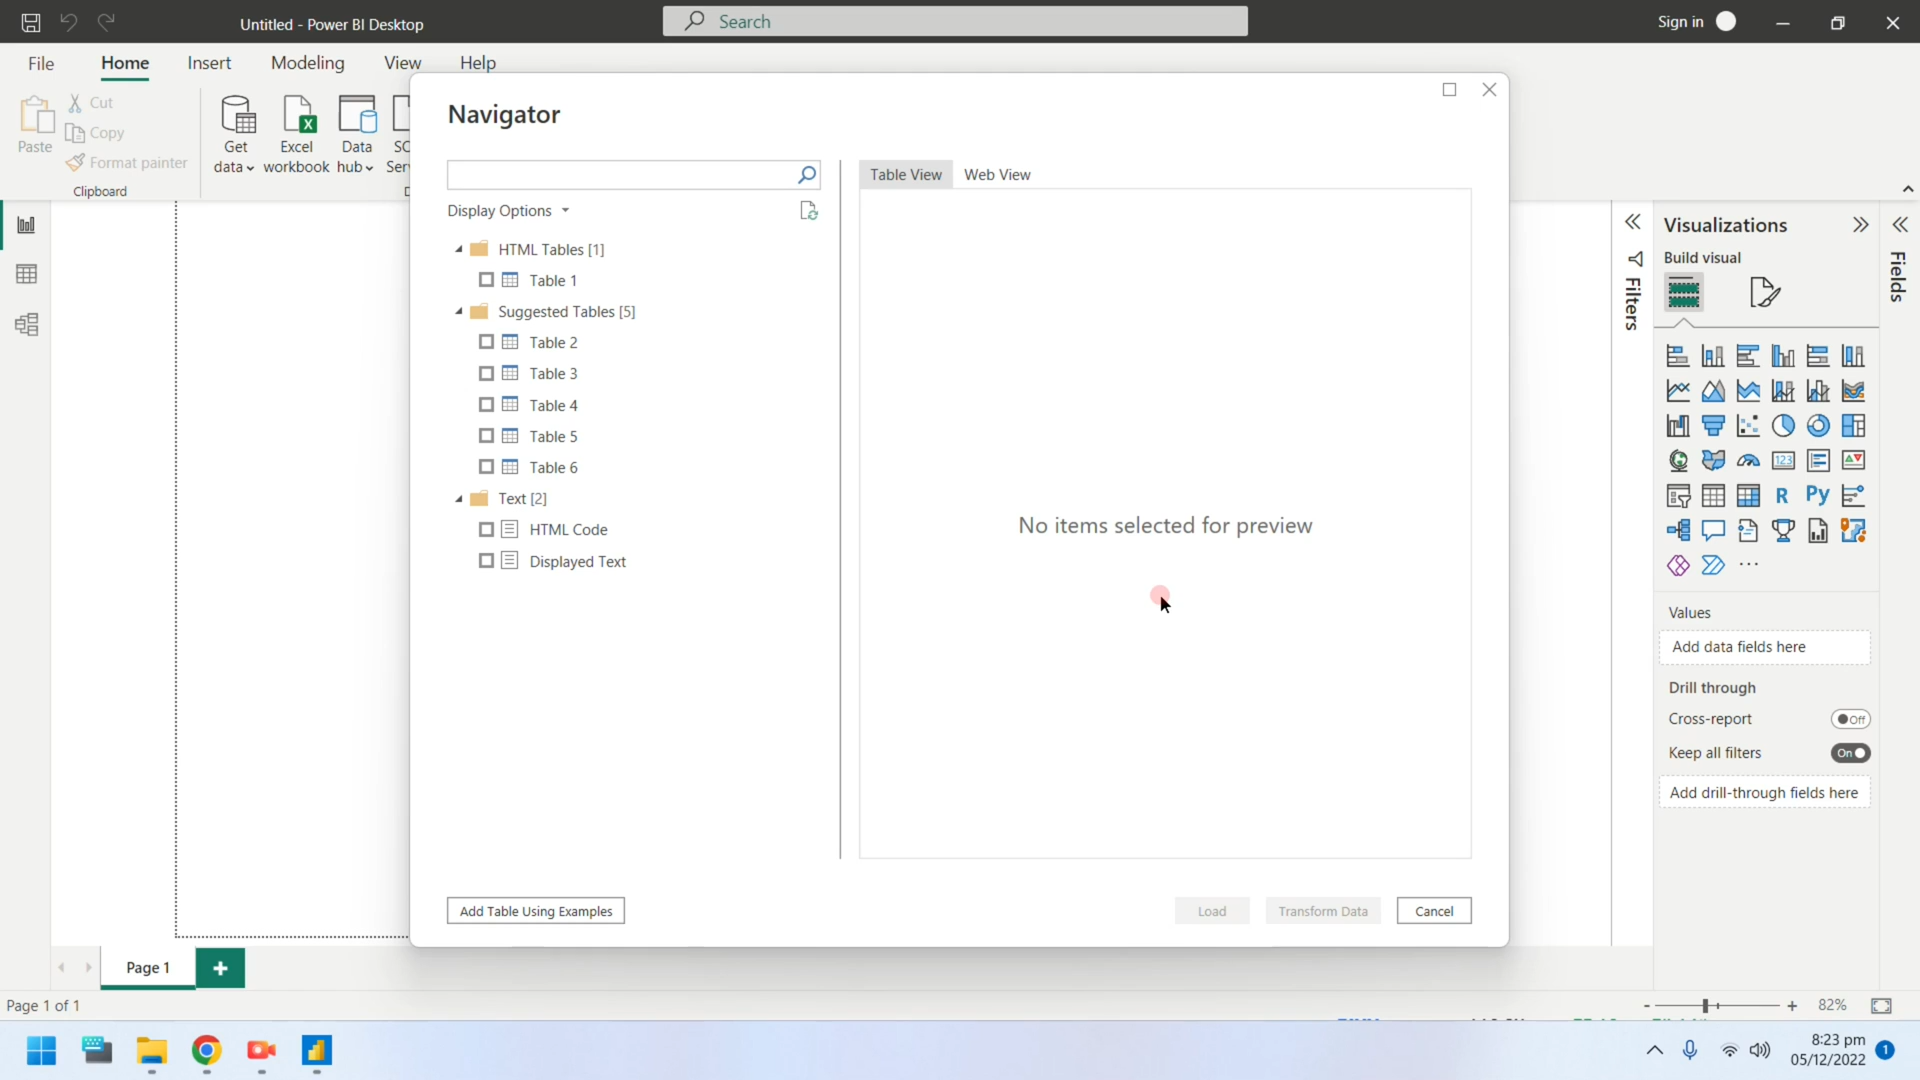 Untitled - Power BI Desktop
Search
Sign in
File Home Insert Modeling View Help
Paste
Cut
Copy
Format painter
Clipboard
Get data
Excel workbook
Data hub
Navigator
Display Options
HTML Tables [1]
Table 1
Suggested Tables [5]
Table 2
Table 3
Table 4
Table 5
Table 6
Text [2]
HTML Code
Displayed Text
Table View Web View
No items selected for preview
Add Table Using Examples
Load Transform Data Cancel
Filters
Visualizations
Build visual
123
R Py
Values
Add data fields here
Drill through
Cross-report
Off
Keep all filters
On
Add drill-through fields here
Fields
Page 1
Page 1 of 1
- + 82%
8:23 pm
05/12/2022
1